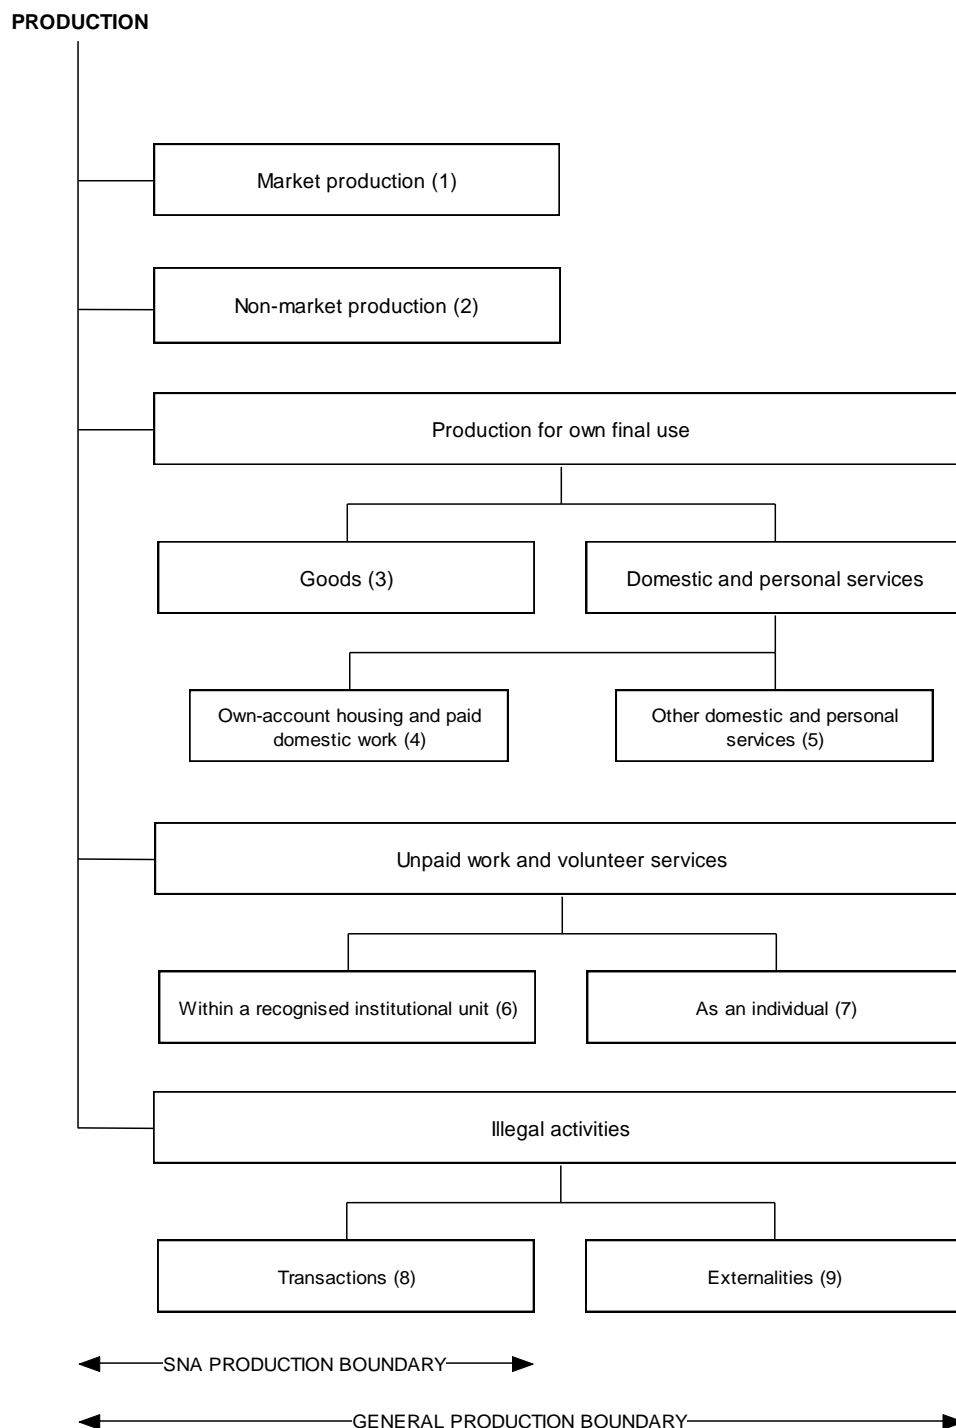 PRODUCTION
Market production (1)
Non-market production (2)
Production for own final use
Goods (3)
Domestic and personal services
Own-account housing and paid
domestic work (4)
Other domestic and personal
services (5)
Unpaid work and volunteer services
Within a recognised institutional unit (6)
As an individual (7)
Illegal activities
Transactions (8)
Externalities (9)
SNA PRODUCTION BOUNDARY
GENERAL PRODUCTION BOUNDARY